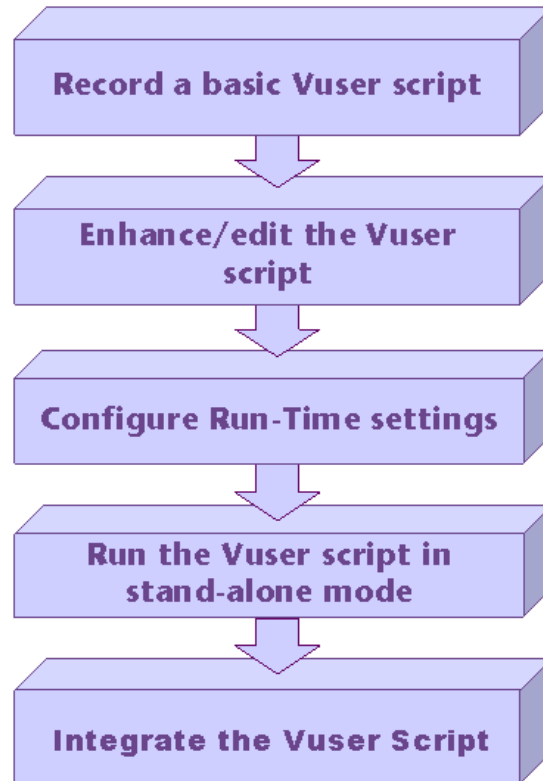 Record a basic Vuser script
Enhance/edit the Vuser
script
Configure Run-Time settings
Run the Vuser script in
stand-alone mode
Integrate the Vuser Script